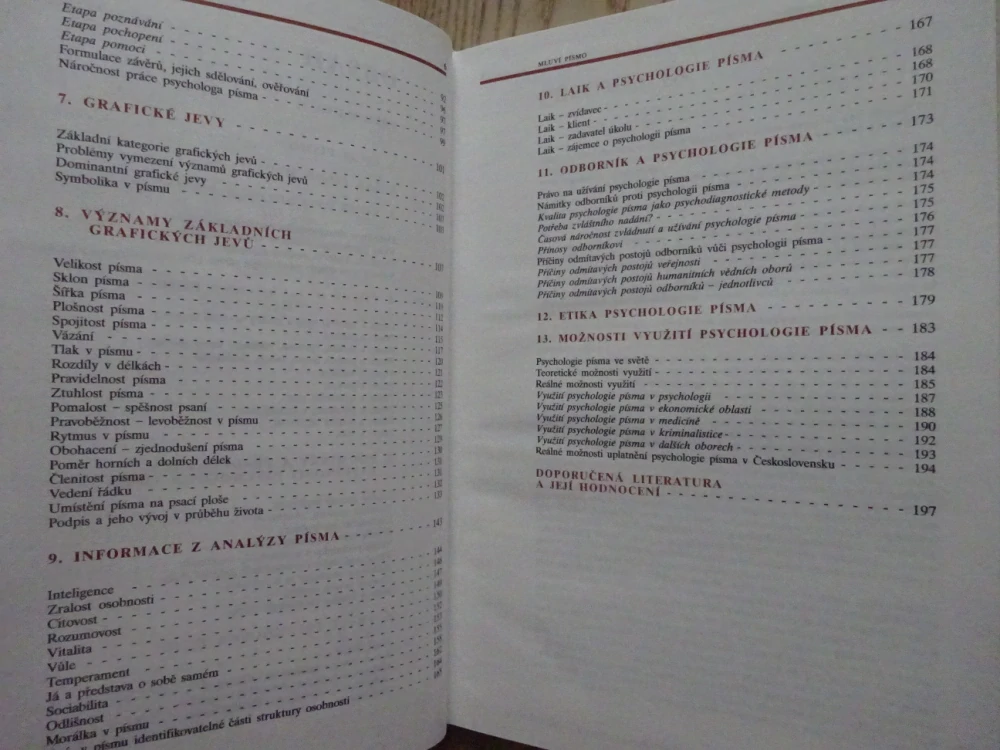 Etapa poznávání
Etapa pochopení
Etapa pomoci
Formulace závěrů, jejich sdělování, ověřování
Náročnost práce psychologa písma
7. GRAFICKÉ JEVY
Základní kategorie grafických jevů
Problémy vymezení významů grafických jevů
Dominantní grafické jevy
Symbolika v písmu
8. VÝZNAMY ZÁKLADNÍCH
GRAFICKÝCH JEVŮ
Velikost písma
Sklon písma
Šířka písma
Plošnost písma
Spojitost písma
Vázání
Tlak v písmu
Rozdíly v délkách
Pravidelnost písma
Ztuhlost písma
Pomalost – spěšnost psaní
Pravoběžnost – levoběžnost v písmu
Rytmus v písmu
Obohacení – zjednodušení písma
Poměr horních a dolních délek
Členitost písma
Vedení řádku
Umístění písma na psací ploše
Podpis a jeho vývoj v průběhu života
9. INFORMACE Z ANALÝZY PÍSMA
Inteligence
Zralost osobnosti
Citovost
Rozumovost
Vitalita
Vůle
Temperament
Já a představa o sobě samém
Sociabilita
Odlišnost
Morálka v písmu
písmu identifikovatelné části struktury osobnosti
MLUVÍ PÍSMO
10. LAIK A PSYCHOLOGIE PÍSMA - 167
Laik – zvídavec - 168
Laik – klient - 168
Laik – zadavatel úkolu - 170
Laik – zájemce o psychologii písma - 171
11. ODBORNÍK A PSYCHOLOGIE PÍSMA - 173
Právo na užívání psychologie písma - 174
Námitky odborníků proti psychologii písma - 174
Kvalita psychologie písma jako psychodiagnostické metody - 174
Potřeba zvláštního nadání? - 175
Časová náročnost zvládnutí a užívání psychologie písma - 175
Přínosy odborníkovi - 176
Příčiny odmítavých postojů odborníků vůči psychologii písma - 177
Příčiny odmítavých postojů veřejnosti - 177
Příčiny odmítavých postojů humanitních vědních oborů - 177
Příčiny odmítavých postojů odborníků – jednotlivců - 178
12. ETIKA PSYCHOLOGIE PÍSMA - 179
13. MOŽNOSTI VYUŽITÍ PSYCHOLOGIE PÍSMA - 183
Psychologie písma ve světě - 184
Teoretické možnosti využití - 184
Reálné možnosti využití - 185
Využití psychologie písma v psychologii - 187
Využití psychologie písma v ekonomické oblasti - 188
Využití psychologie písma v medicíně - 190
Využití psychologie písma v kriminalistice - 192
Využití psychologie písma v dalších oborech - 193
Reálné možnosti uplatnění psychologie písma v Československu - 194
DOPORUČENÁ LITERATURA
A JEJÍ HODNOCENÍ - 197